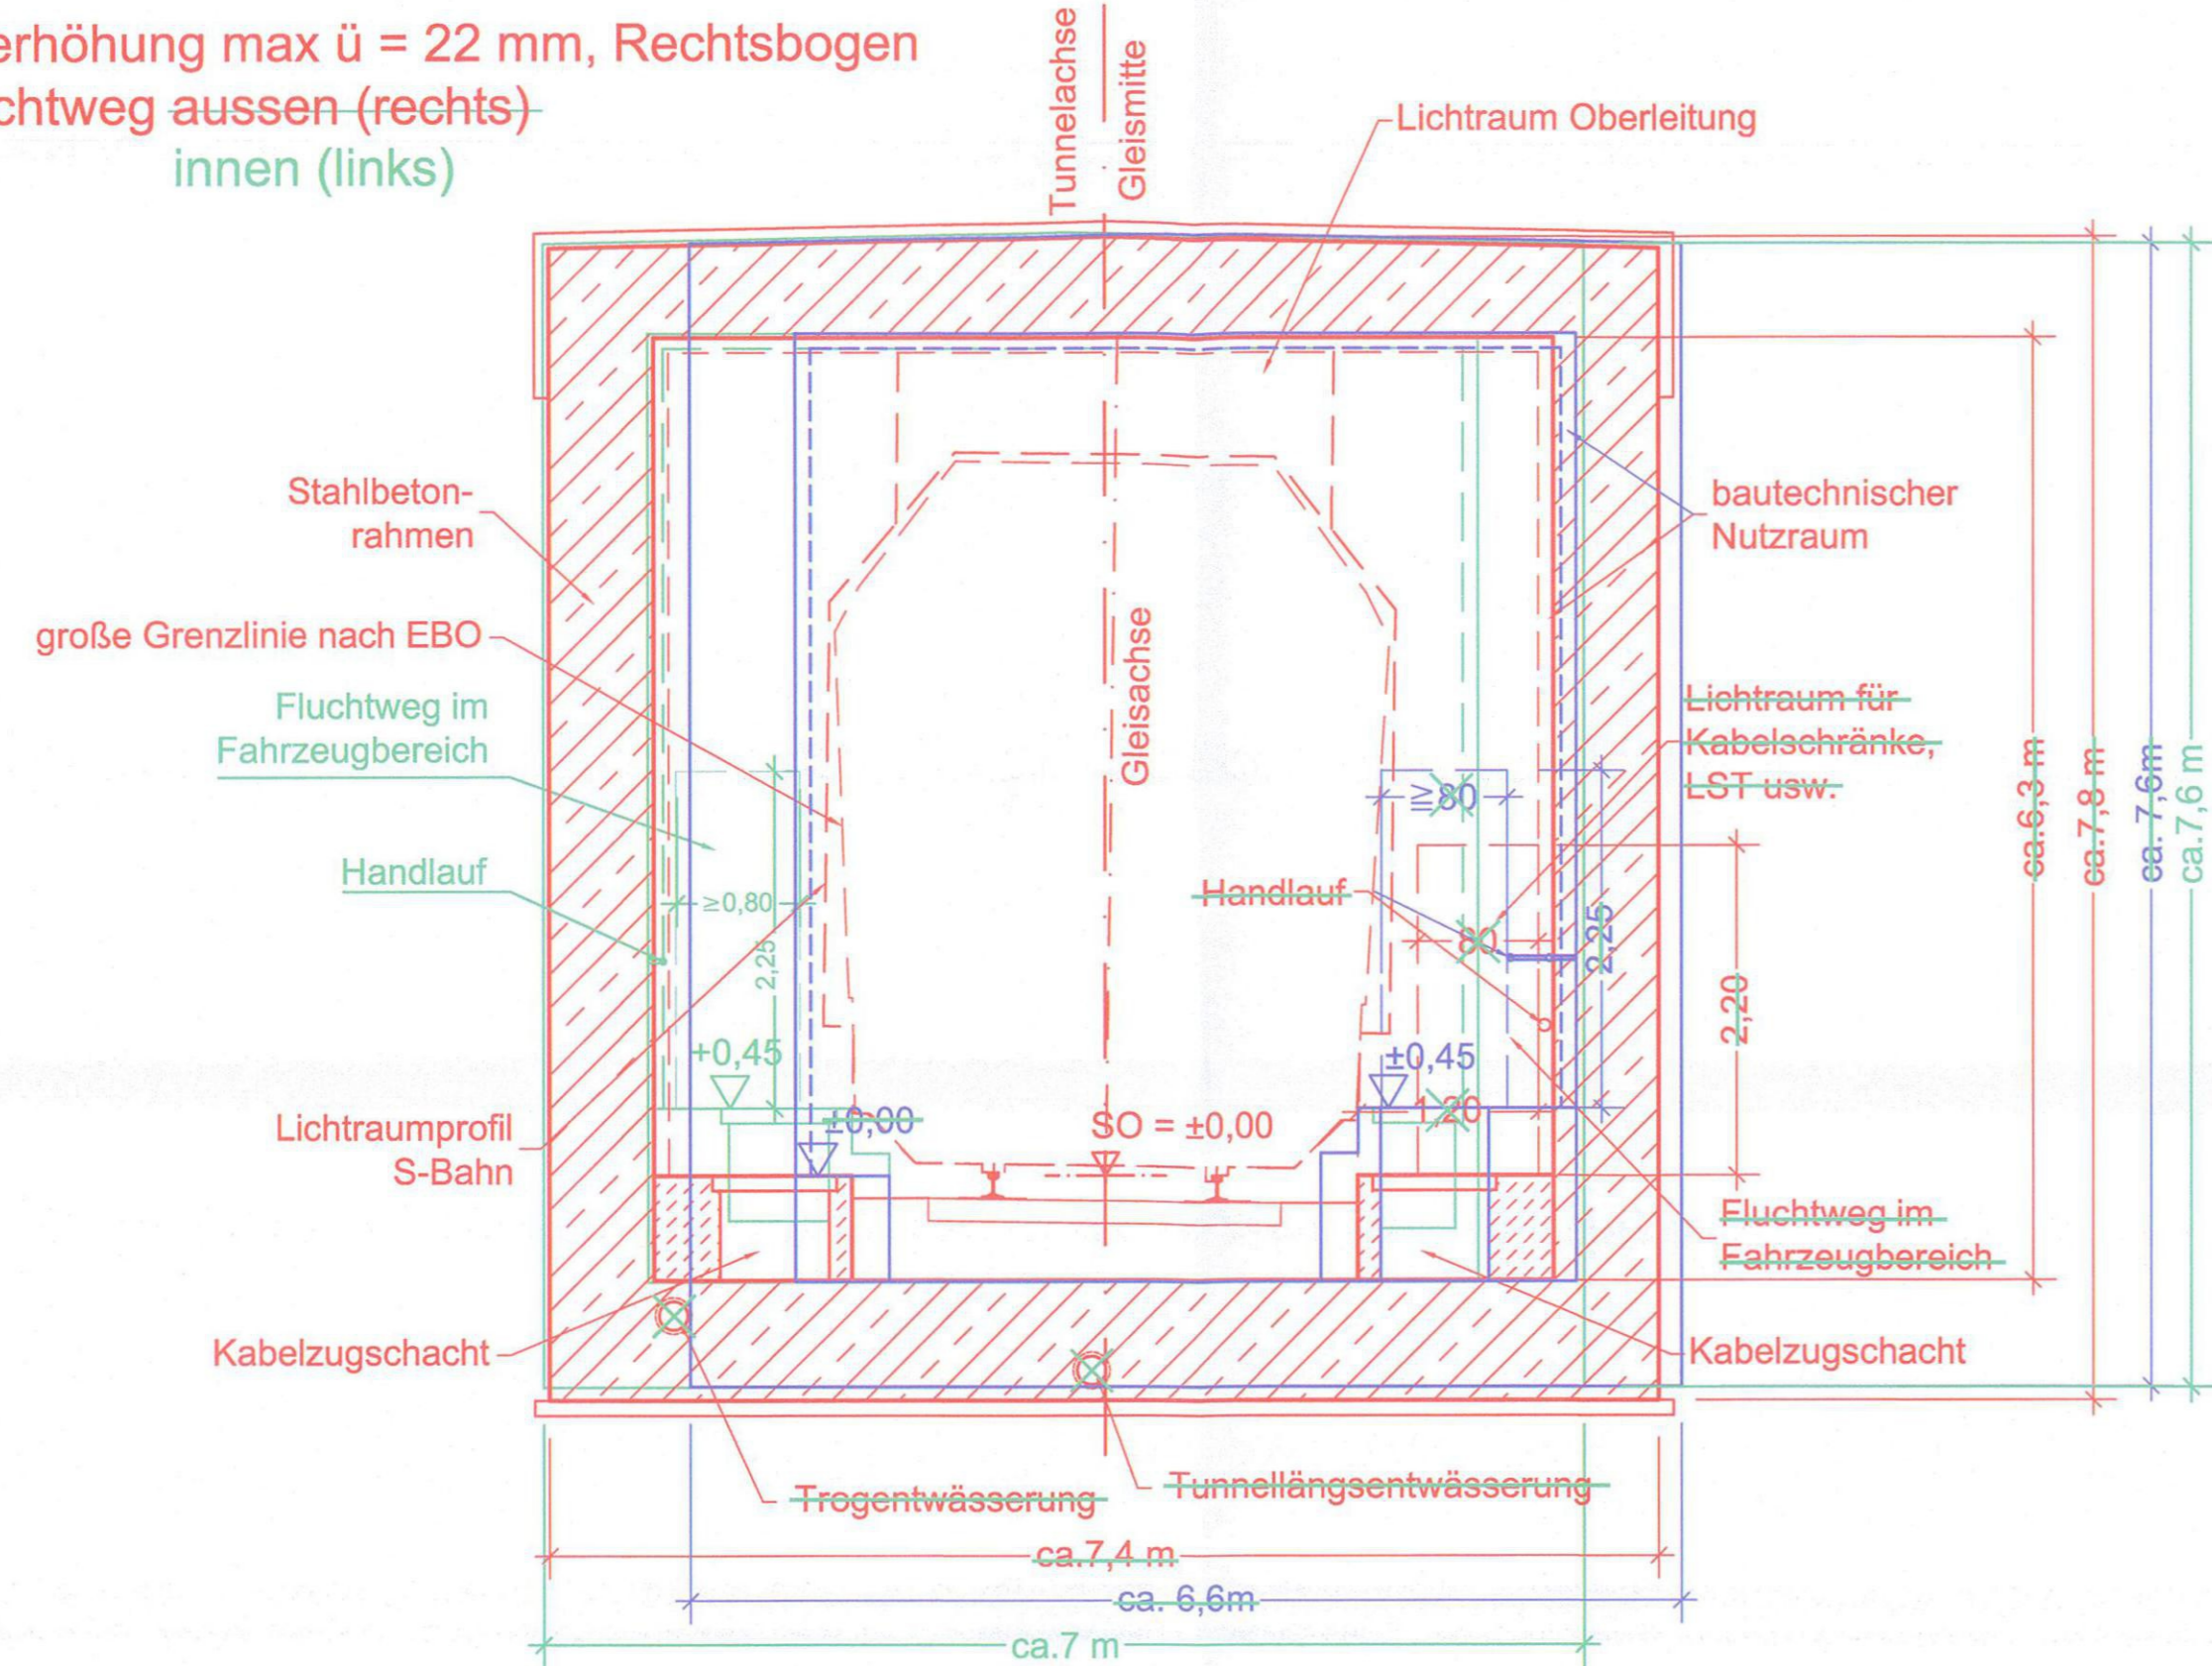 erhöhung max ü = 22 mm, Rechtsbogen
chtweg aussen (rechts)
innen (links)
Tunnelachse
Gleismitte
Lichtraum Oberleitung
Stahlbeton-
rahmen
bautechnischer
Nutzraum
große Grenzlinie nach EBO
Gleisachse
Fluchtweg im
Fahrzeugbereich
Lichtraum für
Kabelschränke,
LST usw.
≧80
ca.6,3 m
ca.7,8 m
ca. 7,6m
ca.7,6 m
Handlauf
≥0,80
Handlauf
80
2,25
2,25
2,20
+0,45
±0,45
±0,00
SO = ±0,00
1,20
Lichtraumprofil
S-Bahn
Fluchtweg im
Fahrzeugbereich
Kabelzugschacht
Kabelzugschacht
Trogentwässerung
Tunnellängsentwässerung
ca.7,4 m
ca. 6,6m
ca.7 m